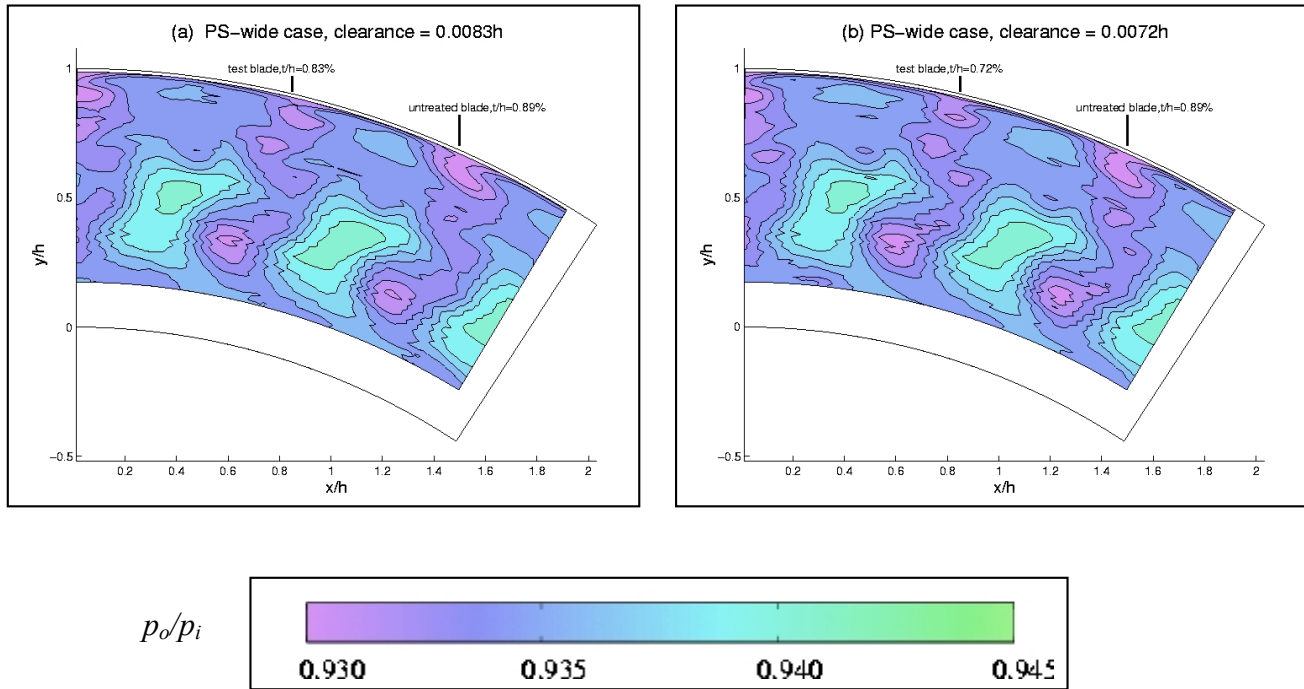 (a) PS-wide case, clearance = 0.0083h
test blade,t/h=0.83%
untreated blade,t/h=0.89%
1
0.5
0
-0.5
y/h
0.2 0.4 0.6 0.8 1 1.2 1.4 1.6 1.8 2
x/h
(b) PS-wide case, clearance = 0.0072h
test blade,t/h=0.72%
untreated blade,t/h=0.89%
1
0.5
0
-0.5
y/h
0.2 0.4 0.6 0.8 1 1.2 1.4 1.6 1.8 2
x/h
po/pi
0.930 0.935 0.940 0.945